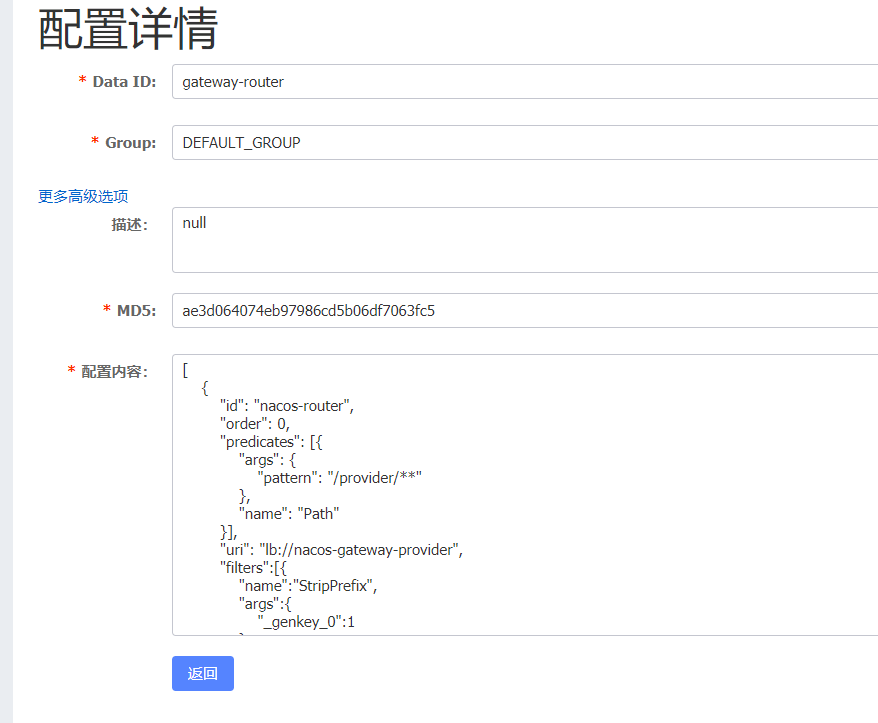 配置详情
* Data ID: gateway-router
* Group: DEFAULT_GROUP
更多高级选项
描述: null
* MD5: ae3d064074eb97986cd5b06df7063fc5
* 配置内容: [
{
"id": "nacos-router",
"order": 0,
"predicates": [{
"args": {
"pattern": "/provider/**"
},
"name": "Path"
}],
"uri": "lb://nacos-gateway-provider",
"filters":[{
"name":"StripPrefix",
"args":{
"_genkey_0":1
返回